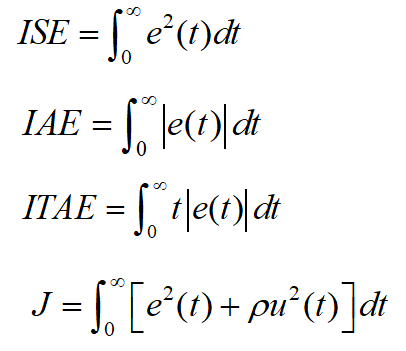 ISE = ∫₀^∞ e²(t)dt
IAE = ∫₀^∞ |e(t)| dt
ITAE = ∫₀^∞ t|e(t)| dt
J = ∫₀^∞ [e²(t) + ρu²(t)] dt